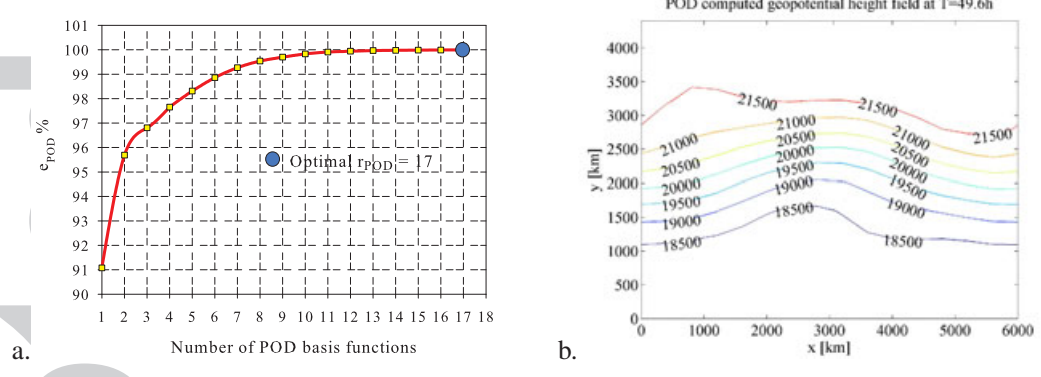 101
100
99
98
97
96
95
94
93
92
91
90
e_POD %
Optimal r_POD = 17
1 2 3 4 5 6 7 8 9 10 11 12 13 14 15 16 17 18
Number of POD basis functions
a.
POD computed geopotential height field at T=49.6h
4000
3500
3000
2500
2000
1500
1000
500
0
y [km]
21500 21500 21500
21000 21000 21000
20500 20500 20500
20000 20000 20000
19500 19500 19500
19000 19000 19000
18500 18500 18500
0 1000 2000 3000 4000 5000 6000
x [km]
b.